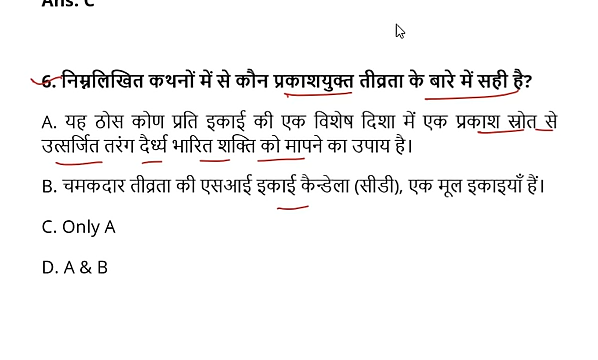 Ans. C
6. निम्नलिखित कथनों में से कौन प्रकाशयुक्त तीव्रता के बारे में सही है?
A. यह ठोस कोण प्रति इकाई की एक विशेष दिशा में एक प्रकाश स्रोत से
उत्सर्जित तरंग दैर्ध्य भारित शक्ति को मापने का उपाय है।
B. चमकदार तीव्रता की एसआई इकाई कैन्डेला (सीडी), एक मूल इकाइयाँ हैं।
C. Only A
D. A & B